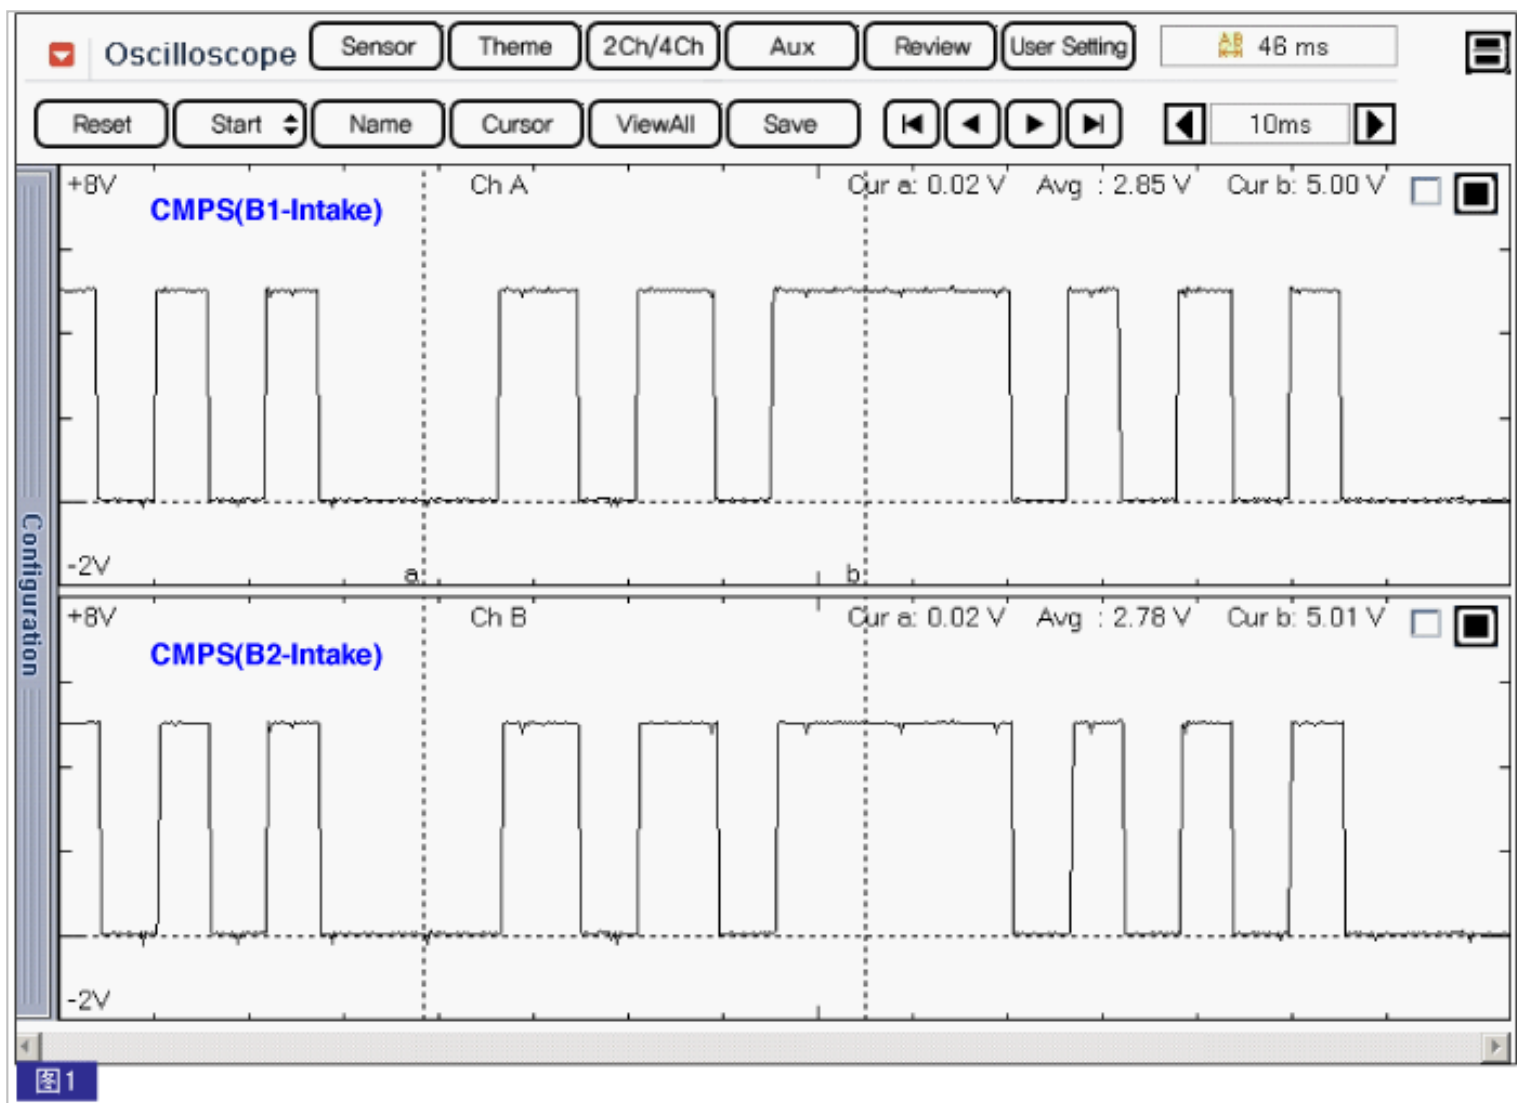 Oscilloscope Sensor Theme 2Ch/4Ch Aux Review User Setting AB 46 ms
Reset Start Name Cursor ViewAll Save 10ms
Configuration
+8V Ch A Cur a: 0.02 V Avg : 2.85 V Cur b: 5.00 V
CMPS(B1-Intake)
-2V a b
+8V Ch B Cur a: 0.02 V Avg : 2.78 V Cur b: 5.01 V
CMPS(B2-Intake)
-2V
图1